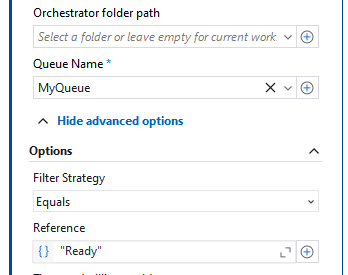 Orchestrator folder path
Select a folder or leave empty for current work
Queue Name *
MyQueue
Hide advanced options
Options
Filter Strategy
Equals
Reference
{} "Ready"